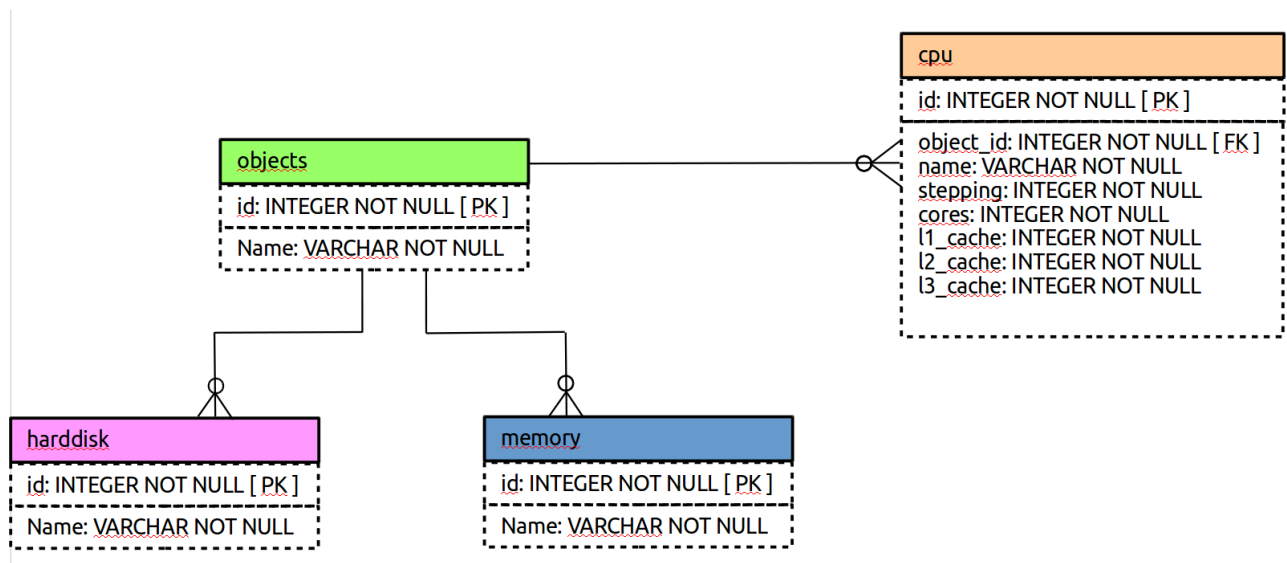 cpu
id: INTEGER NOT NULL [ PK ]
object_id: INTEGER NOT NULL [ FK ]
name: VARCHAR NOT NULL
stepping: INTEGER NOT NULL
cores: INTEGER NOT NULL
l1_cache: INTEGER NOT NULL
l2_cache: INTEGER NOT NULL
l3_cache: INTEGER NOT NULL
objects
id: INTEGER NOT NULL [ PK ]
Name: VARCHAR NOT NULL
harddisk
id: INTEGER NOT NULL [ PK ]
Name: VARCHAR NOT NULL
memory
id: INTEGER NOT NULL [ PK ]
Name: VARCHAR NOT NULL